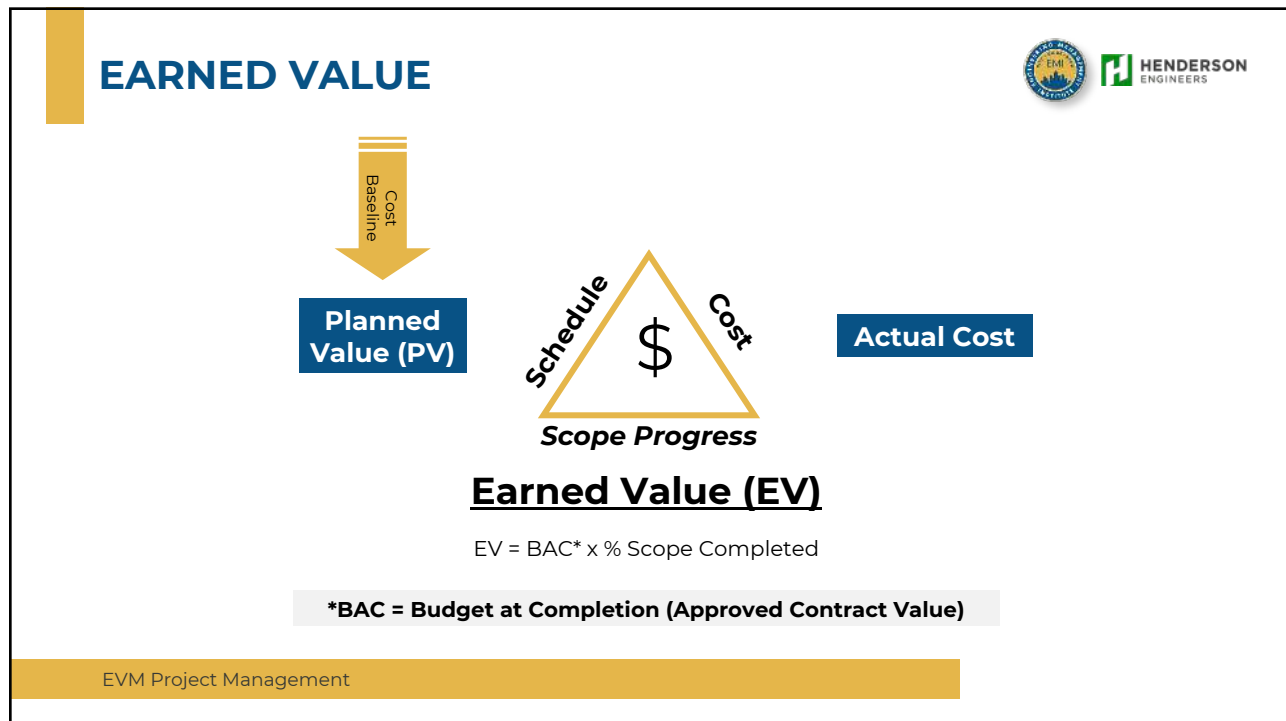 EARNED VALUE
EMI
HENDERSON
ENGINEERS
Cost
Baseline
Planned
Value (PV)
Schedule
Cost
$
Actual Cost
Scope Progress
Earned Value (EV)
EV = BAC* x % Scope Completed
*BAC = Budget at Completion (Approved Contract Value)
EVM Project Management